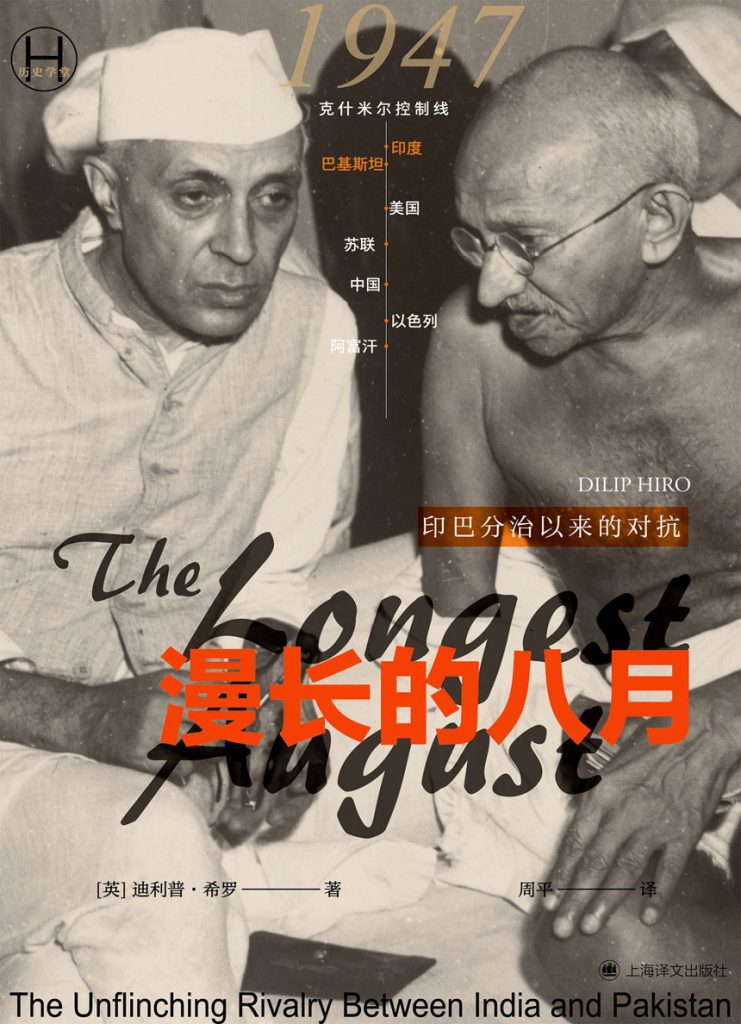 H
历史学堂
1947
克什米尔控制线
印度
巴基斯坦
美国
苏联
中国
以色列
阿富汗
DILIP HIRO
印巴分治以来的对抗
The Longest
漫长的八月
August
[英] 迪利普·希罗——著
周平——译
上海译文出版社
The Unflinching Rivalry Between India and Pakistan